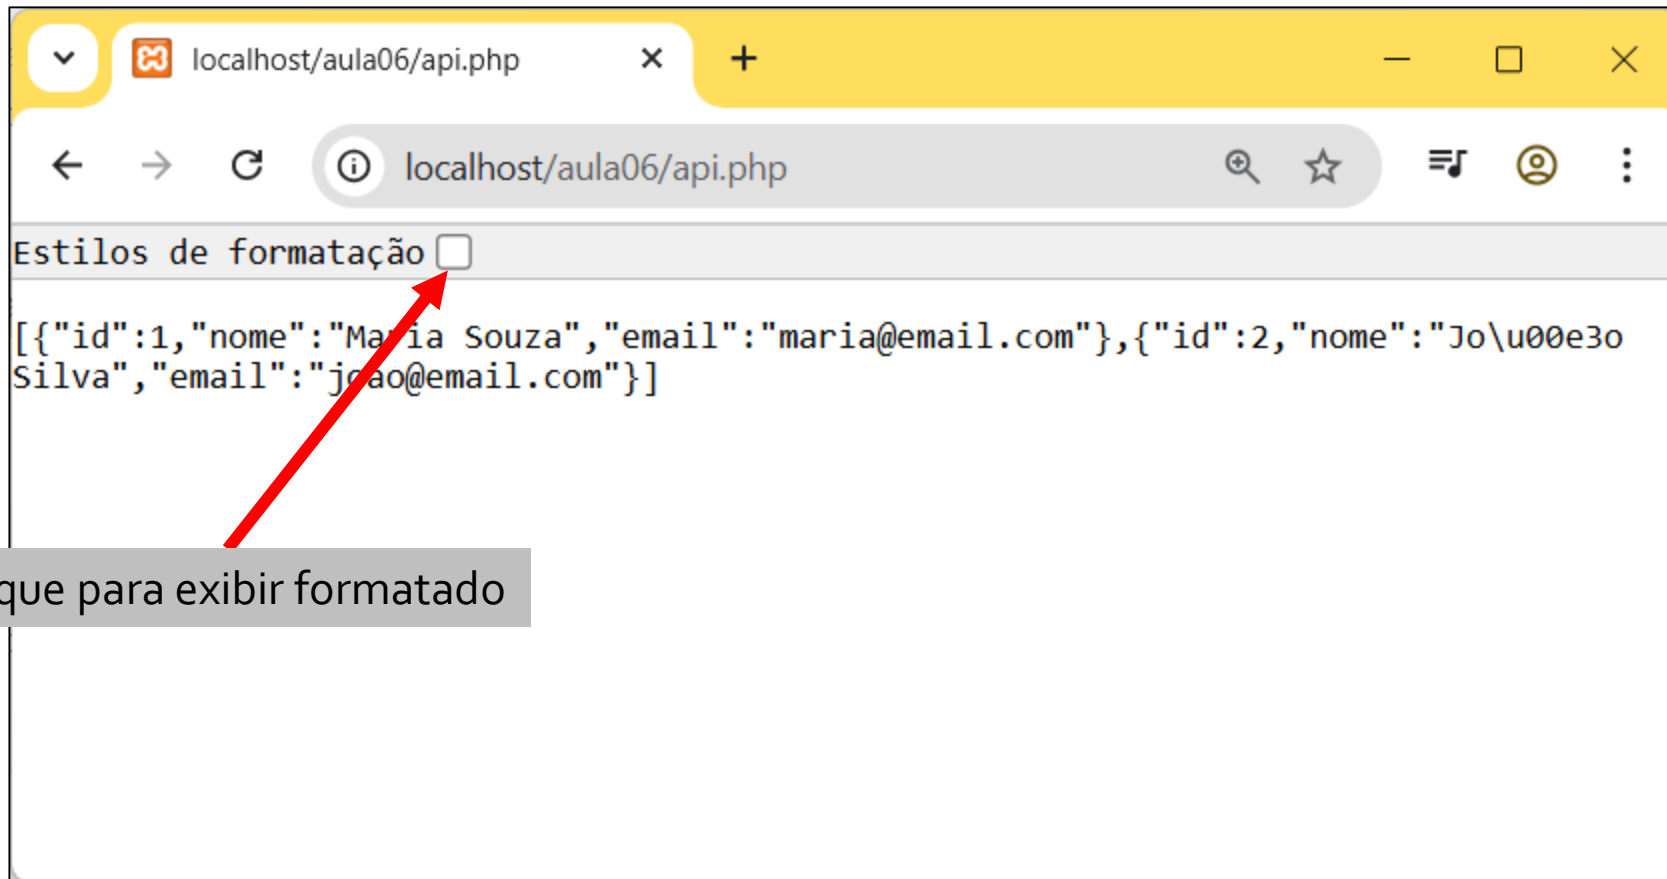 localhost/aula06/api.php
localhost/aula06/api.php
Estilos de formatação
[{"id":1,"nome":"Maria Souza","email":"maria@email.com"},{"id":2,"nome":"Jo\u00e3o
Silva","email":"joao@email.com"}]
que para exibir formatado